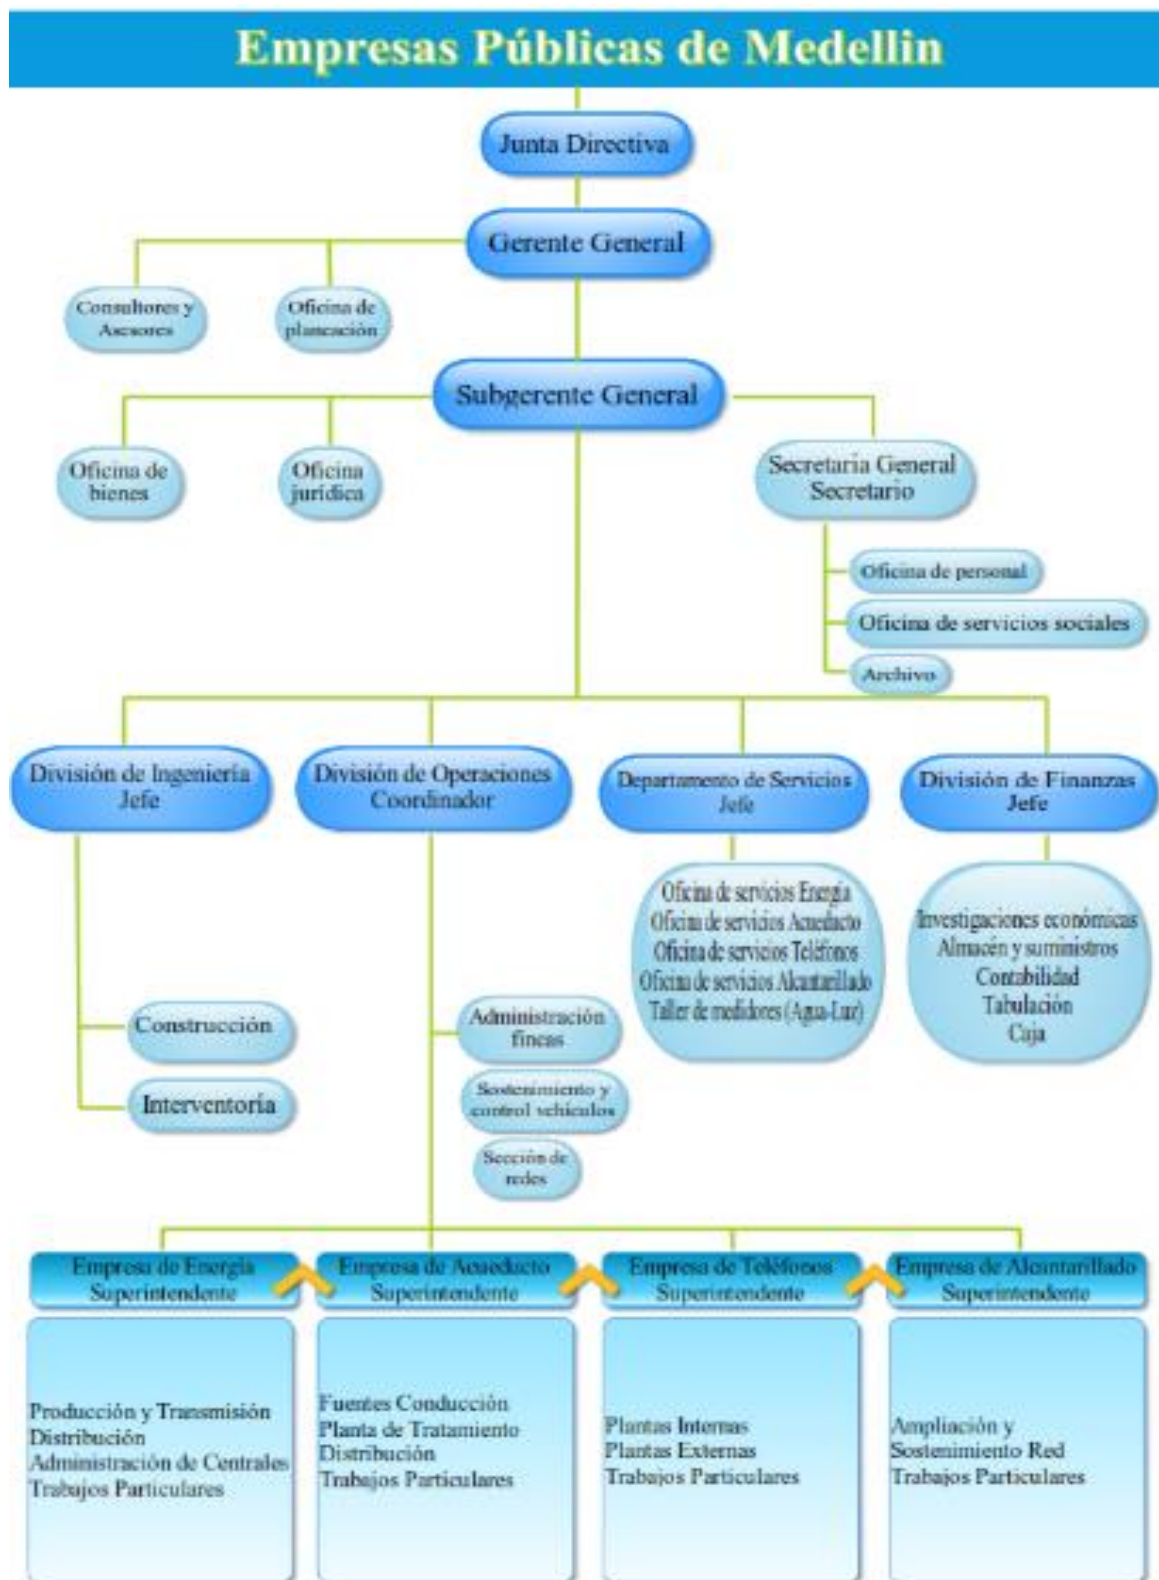 Empresas Públicas de Medellin
Junta Directiva
Gerente General
Consultores y
Asesores
Oficina de
planeación
Subgerente General
Oficina de
bienes
Oficina
jurídica
Secretaría General
Secretario
Oficina de personal
Oficina de servicios sociales
Archivo
División de Ingeniería
Jefe
División de Operaciones
Coordinador
Departamento de Servicios
Jefe
División de Finanzas
Jefe
Oficina de servicios Energía
Oficina de servicios Acueducto
Oficina de servicios Teléfonos
Oficina de servicios Alcantarillado
Taller de medidores (Agua-Luz)
Investigaciones económicas
Almacén y suministros
Contabilidad
Tabulación
Caja
Construcción
Interventoría
Administración
fincas
Sostenimiento y
control vehículos
Sección de
redes
Empresa de Energía
Superintendente
Empresa de Acueducto
Superintendente
Empresa de Teléfonos
Superintendente
Empresa de Alcantarillado
Superintendente
Producción y Transmisión
Distribución
Administración de Centrales
Trabajos Particulares
Fuentes Conducción
Planta de Tratamiento
Distribución
Trabajos Particulares
Plantas Internas
Plantas Externas
Trabajos Particulares
Ampliación y
Sostenimiento Red
Trabajos Particulares